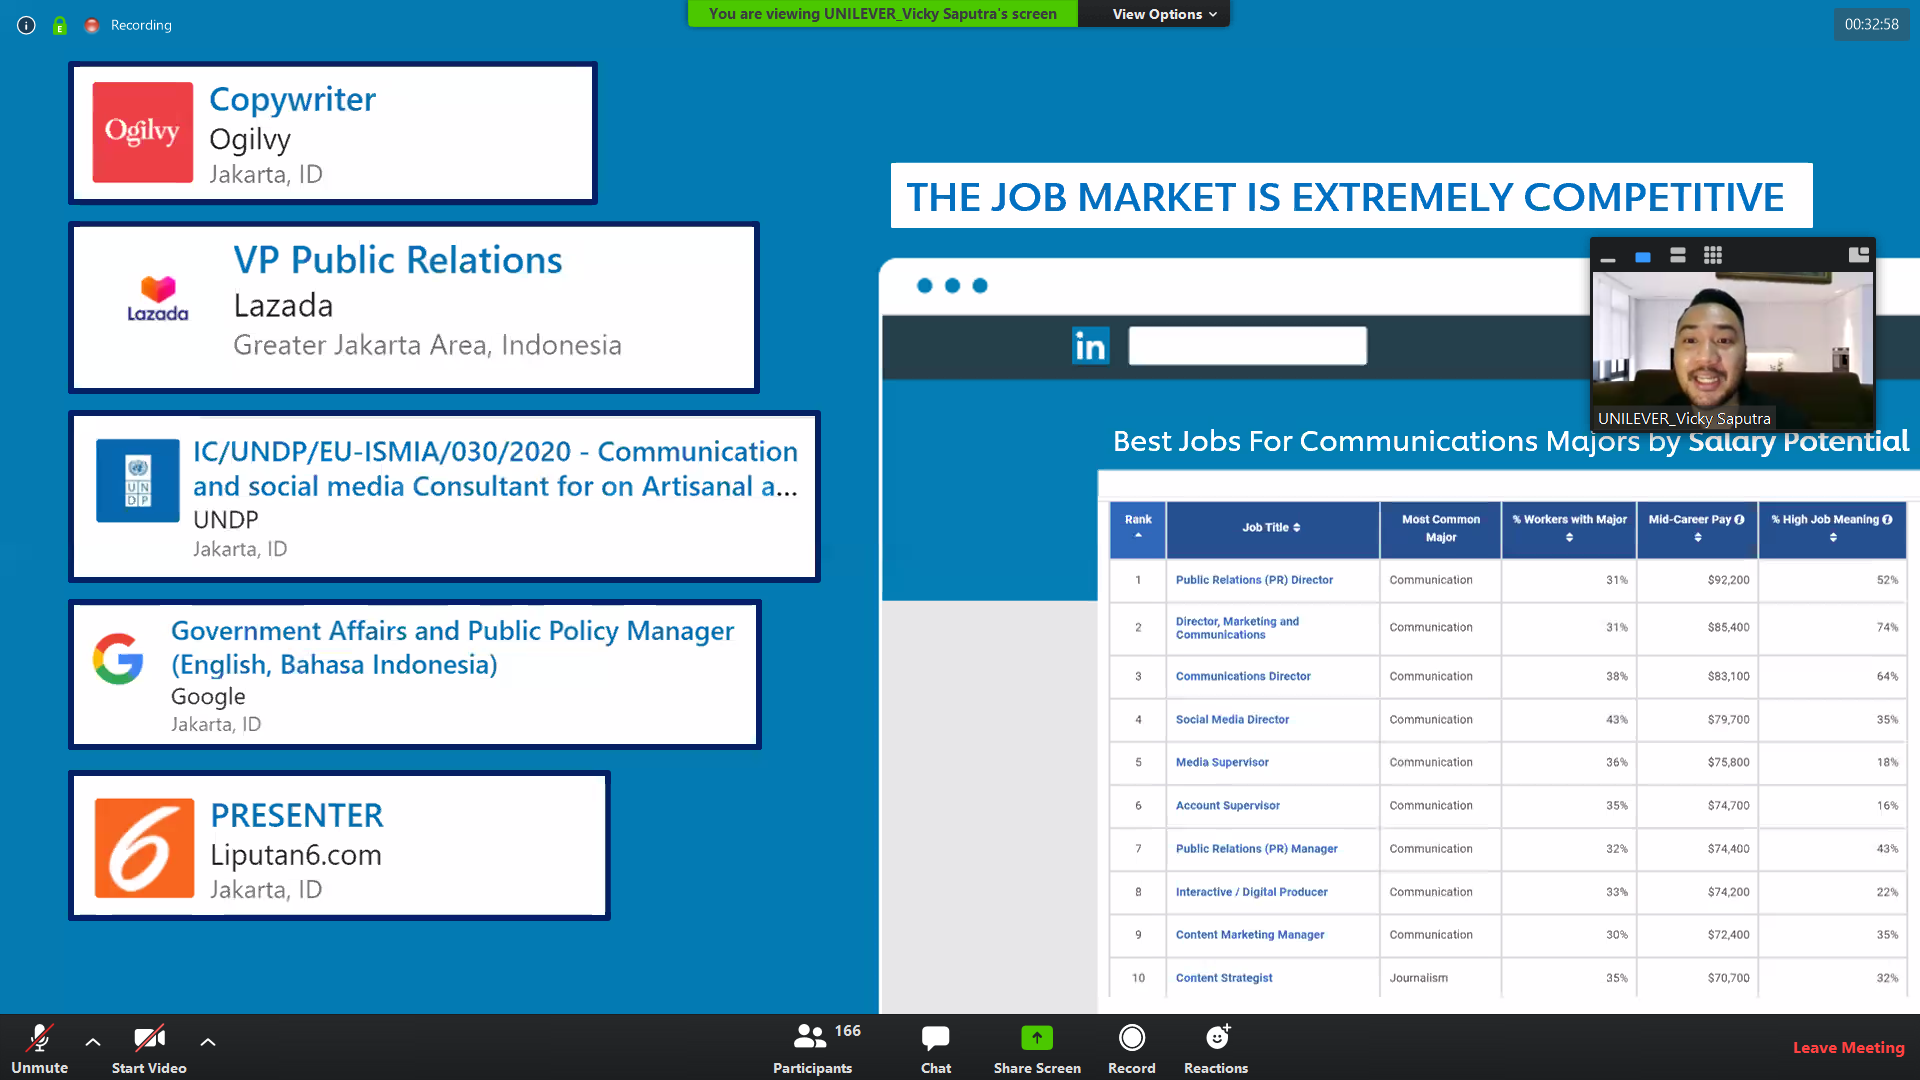 Recording
You are viewing UNILEVER_Vicky Saputra's screen
View Options
00:32:58
Ogilvy
Copywriter
Ogilvy
Jakarta, ID
Lazada
VP Public Relations
Lazada
Greater Jakarta Area, Indonesia
UN
DP
IC/UNDP/EU-ISMIA/030/2020 - Communication
and social media Consultant for on Artisanal a...
UNDP
Jakarta, ID
Government Affairs and Public Policy Manager
(English, Bahasa Indonesia)
Google
Jakarta, ID
6
PRESENTER
Liputan6.com
Jakarta, ID
THE JOB MARKET IS EXTREMELY COMPETITIVE
in
UNILEVER_Vicky Saputra
Best Jobs For Communications Majors by Salary Potential
Rank Job Title Most Common Major % Workers with Major Mid-Career Pay % High Job Meaning
1 Public Relations (PR) Director Communication 31% $92,200 52%
2 Director, Marketing and Communications Communication 31% $85,400 74%
3 Communications Director Communication 38% $83,100 64%
4 Social Media Director Communication 43% $79,700 35%
5 Media Supervisor Communication 36% $75,800 18%
6 Account Supervisor Communication 35% $74,700 16%
7 Public Relations (PR) Manager Communication 32% $74,400 43%
8 Interactive / Digital Producer Communication 33% $74,200 22%
9 Content Marketing Manager Communication 30% $72,400 35%
10 Content Strategist Journalism 35% $70,700 32%
Unmute
Start Video
166
Participants
Chat
Share Screen
Record
Reactions
Leave Meeting